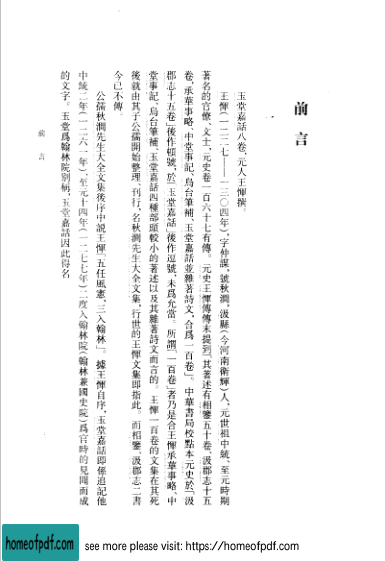 前言
一
玉堂嘉話八卷,元人王惲撰。
王惲(一二二七——一三〇四年),字仲謀,號秋澗,汲縣(今河南衛輝)人,元世祖中統、至元時期
著名的官僚、文士,元史卷一百六十七有傳。元史王惲傳傳末提到「其著述有相鑒五十卷、汲郡志十五
卷,承華事略、中堂事記、烏台筆補、玉堂嘉話並雜著詩文,合爲一百卷」。中華書局校點本元史於「汲
郡志十五卷」後作頓號,於「玉堂嘉話」後作逗號,未爲允當。所謂「一百卷」者乃是合王惲承華事略、中
堂事記、烏台筆補、玉堂嘉話四種部頭較小的著述以及其雜著詩文而言的。王惲一百卷的文集在其死
後就由其子公孺開始整理、刊行,名秋澗先生大全文集,行世的王惲文集即指此。而相鑒、汲郡志二書
今已不傳。
公孺秋澗先生大全文集後序中說王惲「五任風憲,三入翰林」。據王惲自序,玉堂嘉話即係追記他
中統二年(一二六一年)、至元十四年(一二七七年)二度入翰林院(翰林兼國史院)爲官時的見聞而成
的文字。玉堂爲翰林院別柄,玉堂嘉話因此得名
前言
一
homeofpdf.com
see more please visit: https://homeofpdf.com